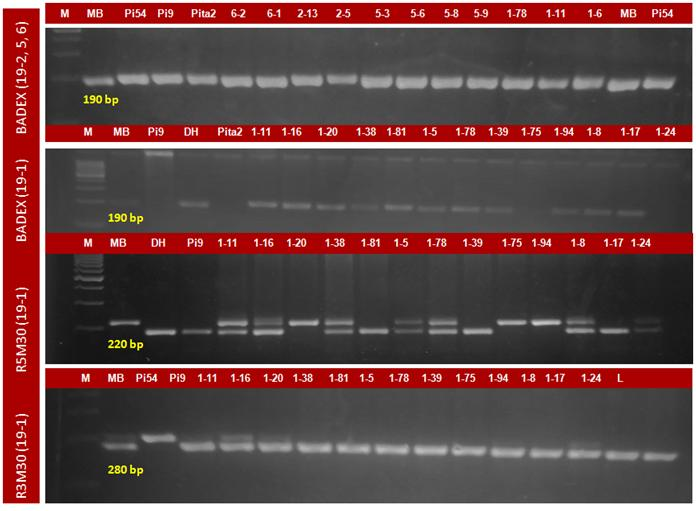 BADEX (19-2, 5, 6)
M MB Pi54 Pi9 Pita2 6-2 6-1 2-13 2-5 5-3 5-6 5-8 5-9 1-78 1-11 1-6 MB Pi54
190 bp
BADEX (19-1)
M MB Pi9 DH Pita2 1-11 1-16 1-20 1-38 1-81 1-5 1-78 1-39 1-75 1-94 1-8 1-17 1-24
190 bp
R5M30 (19-1)
M MB DH Pi9 1-11 1-16 1-20 1-38 1-81 1-5 1-78 1-39 1-75 1-94 1-8 1-17 1-24
220 bp
R3M30 (19-1)
M MB Pi54 Pi9 1-11 1-16 1-20 1-38 1-81 1-5 1-78 1-39 1-75 1-94 1-8 1-17 1-24 L
280 bp